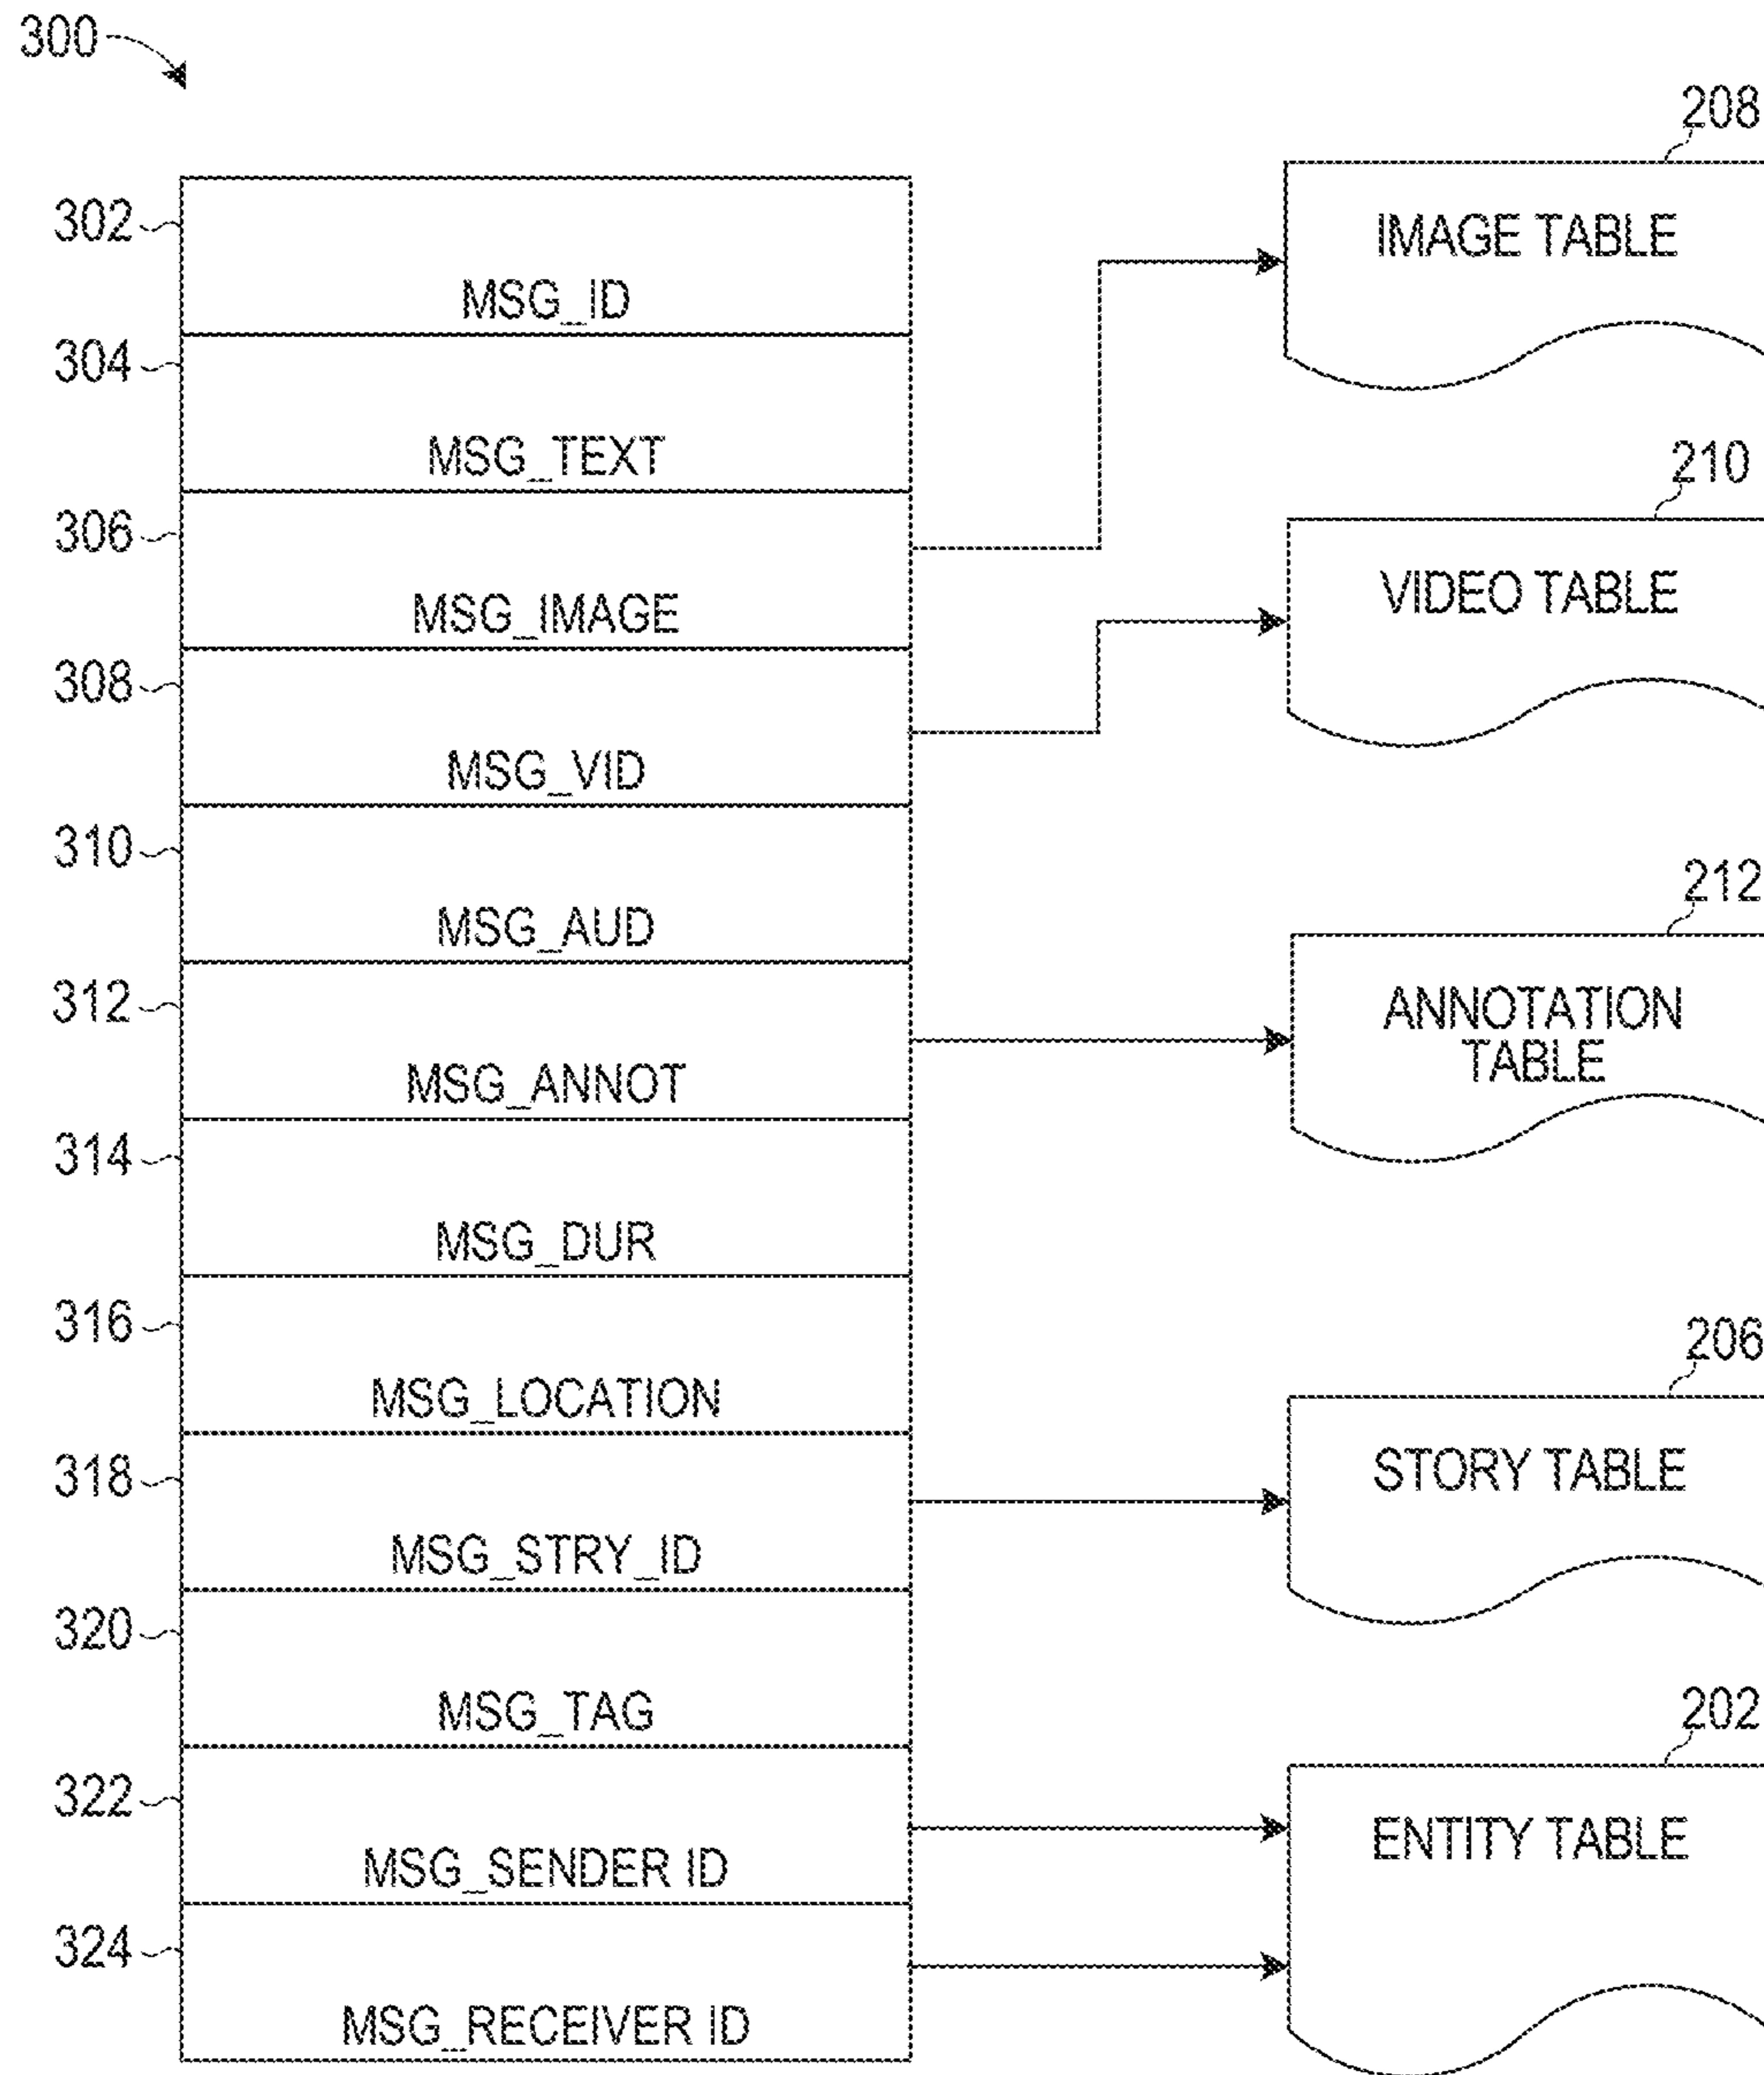 300
208
302
IMAGE TABLE
MSG_ID
304
MSG_TEXT
210
306
VIDEO TABLE
MSG_IMAGE
308
MSG_VID
310
212
MSG_AUD
312
ANNOTATION
TABLE
MSG_ANNOT
314
MSG_DUR
316
206
MSG_LOCATION
318
STORY TABLE
MSG_STRY_ID
320
202
MSG_TAG
322
ENTITY TABLE
MSG_SENDER ID
324
MSG_RECEIVER ID